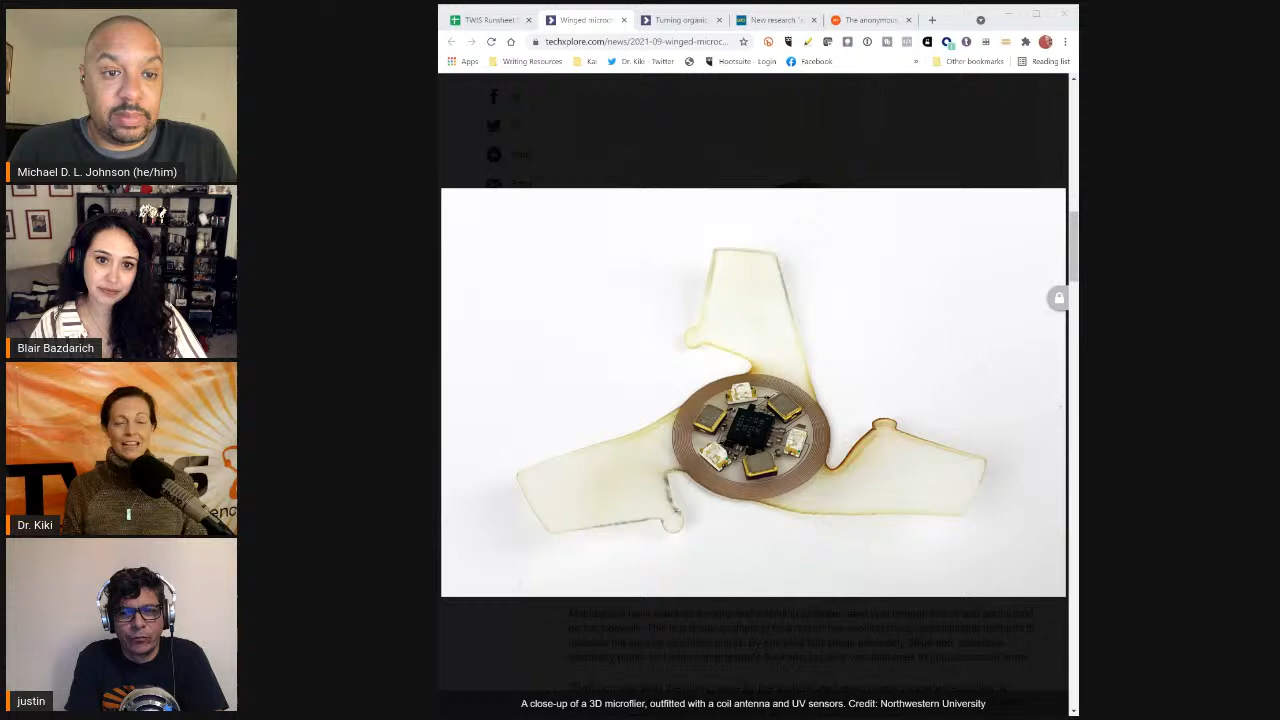 Michael D. L. Johnson (he/him)
Blair Bazdarich
Dr. Kiki
justin
TWIS Runsheet
Winged microc
Turning organic
New research
The anonymous
techxplore.com/news/2021-09-winged-microc...
Apps
Writing Resources
Kai
Dr. Kiki Twitter
Hootsuite - Login
Facebook
»
Other bookmarks
Reading list
A close-up of a 3D microflier, outfitted with a coil antenna and UV sensors. Credit: Northwestern University